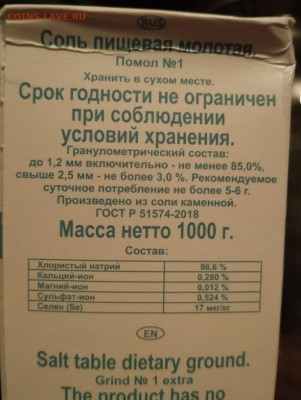 COINS.LAVE.RU
RUS
Соль пищевая молотая.
Помол №1
Хранить в сухом месте.
Срок годности не ограничен
при соблюдении
условий хранения.
Гранулометрический состав:
до 1,2 мм включительно - не менее 85,0%,
свыше 2,5 мм - не более 3,0 %. Рекомендуемое
суточное потребление не более 5-6 г.
Произведено из соли каменной.
ГОСТ Р 51574-2018
Масса нетто 1000 г.
Состав:
Хлористый натрий 98,6 %
Кальций-ион 0,280 %
Магний-ион 0,012 %
Сульфат-ион 0,524 %
Селен (Se) 17 мкг/кг
EN
Salt table dietary ground.
Grind № 1 extra
The product has no